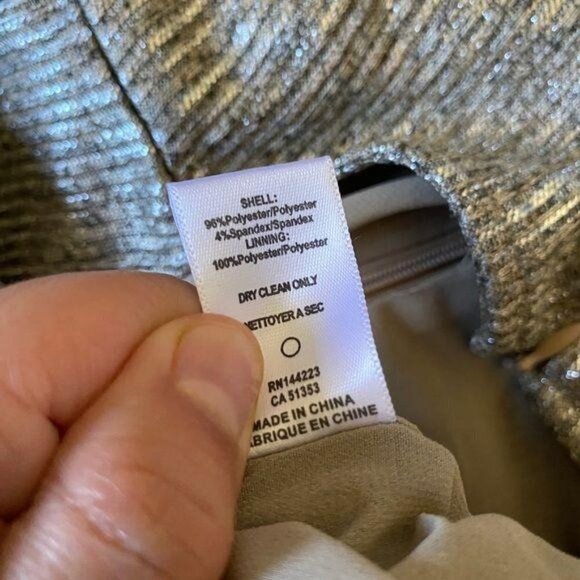 SHELL:
96%Polyester/Polyester
4%Spandex/Spandex
LINNING:
100%Polyester/Polyester
DRY CLEAN ONLY
NETTOYER A SEC
RN144223
CA 51353
MADE IN CHINA
FABRIQUE EN CHINE